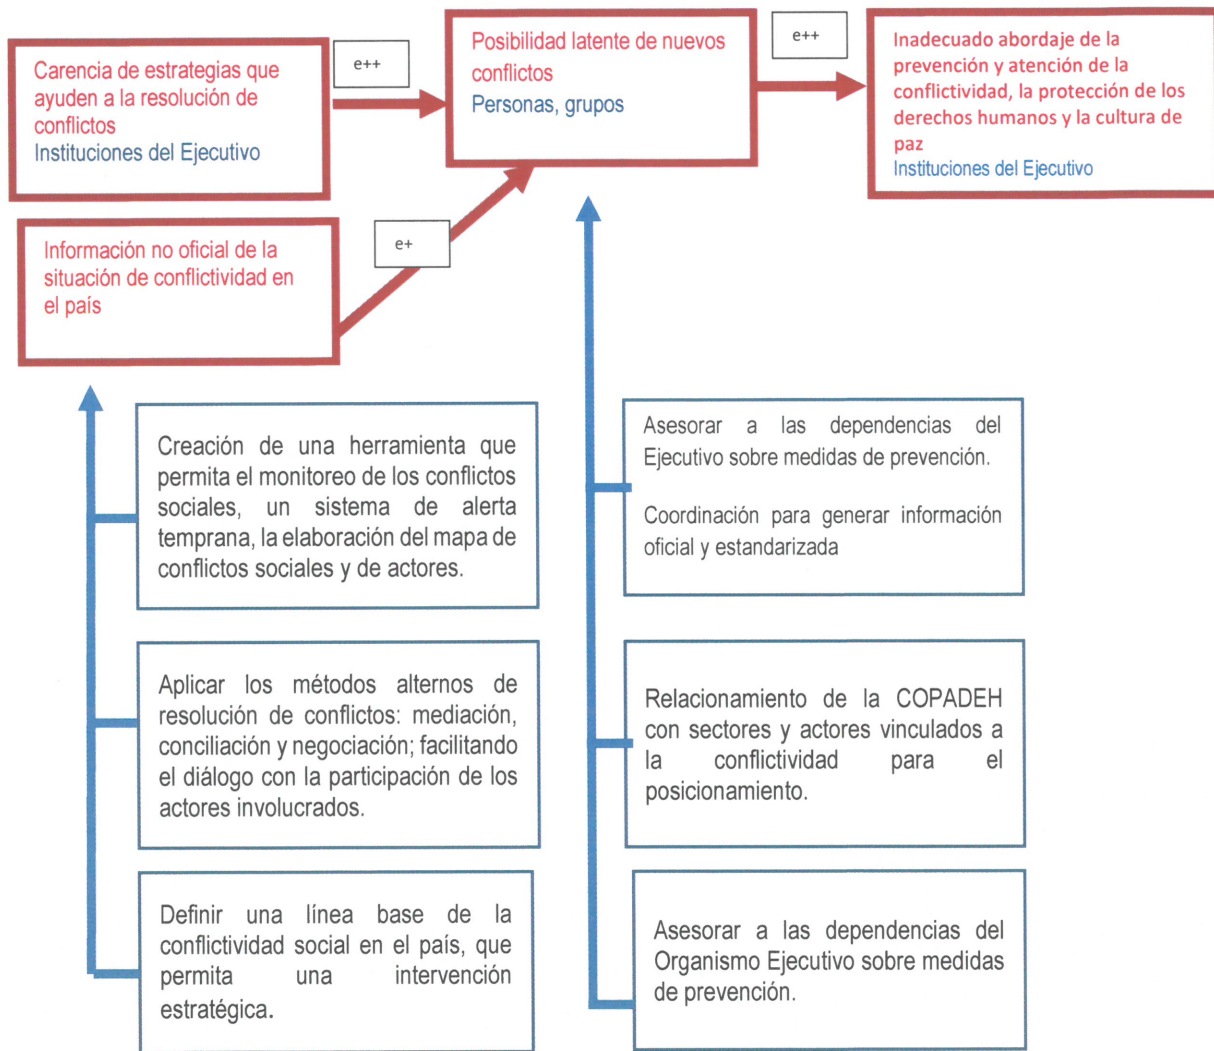 Carencia de estrategias que
ayuden a la resolución de
conflictos
Instituciones del Ejecutivo
e++
Posibilidad latente de nuevos
conflictos
Personas, grupos
e++
Inadecuado abordaje de la
prevención y atención de la
conflictividad, la protección de los
derechos humanos y la cultura de
paz
Instituciones del Ejecutivo
Información no oficial de la
situación de conflictividad en
el país
e+
Creación de una herramienta que
permita el monitoreo de los conflictos
sociales, un sistema de alerta
temprana, la elaboración del mapa de
conflictos sociales y de actores.
Aplicar los métodos alternos de
resolución de conflictos: mediación,
conciliación y negociación; facilitando
el diálogo con la participación de los
actores involucrados.
Definir una línea base de la
conflictividad social en el país, que
permita una intervención
estratégica.
Asesorar a las dependencias del
Ejecutivo sobre medidas de prevención.
Coordinación para generar información
oficial y estandarizada
Relacionamiento de la COPADEH
con sectores y actores vinculados a
la conflictividad para el
posicionamiento.
Asesorar a las dependencias del
Organismo Ejecutivo sobre medidas
de prevención.